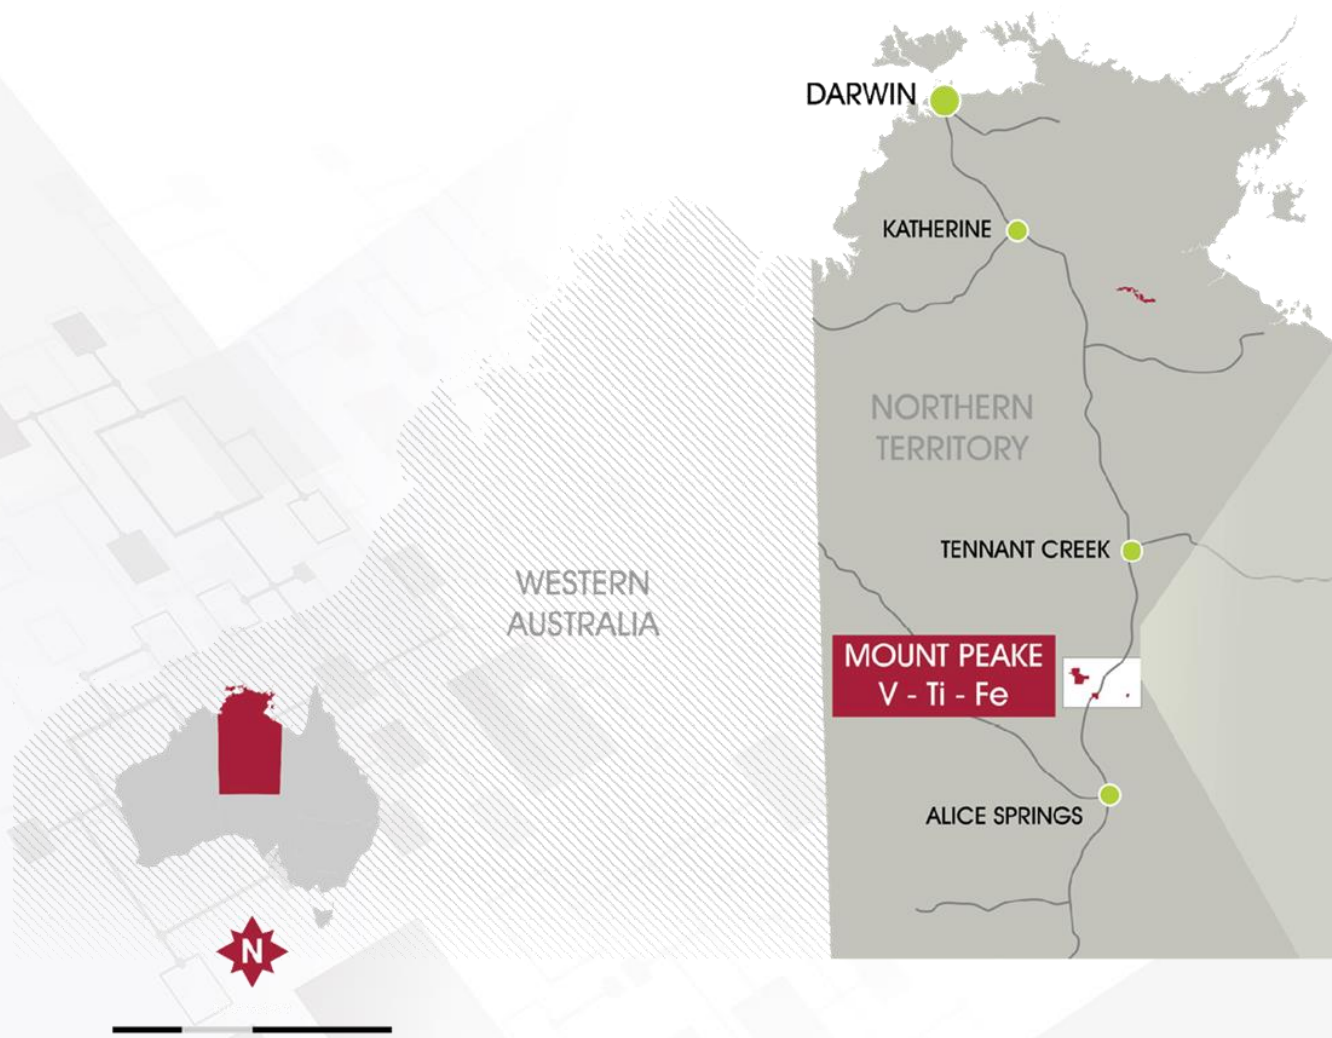 DARWIN
KATHERINE
NORTHERN
TERRITORY
TENNANT CREEK
WESTERN
AUSTRALIA
MOUNT PEAKE
V - Ti - Fe
ALICE SPRINGS
N